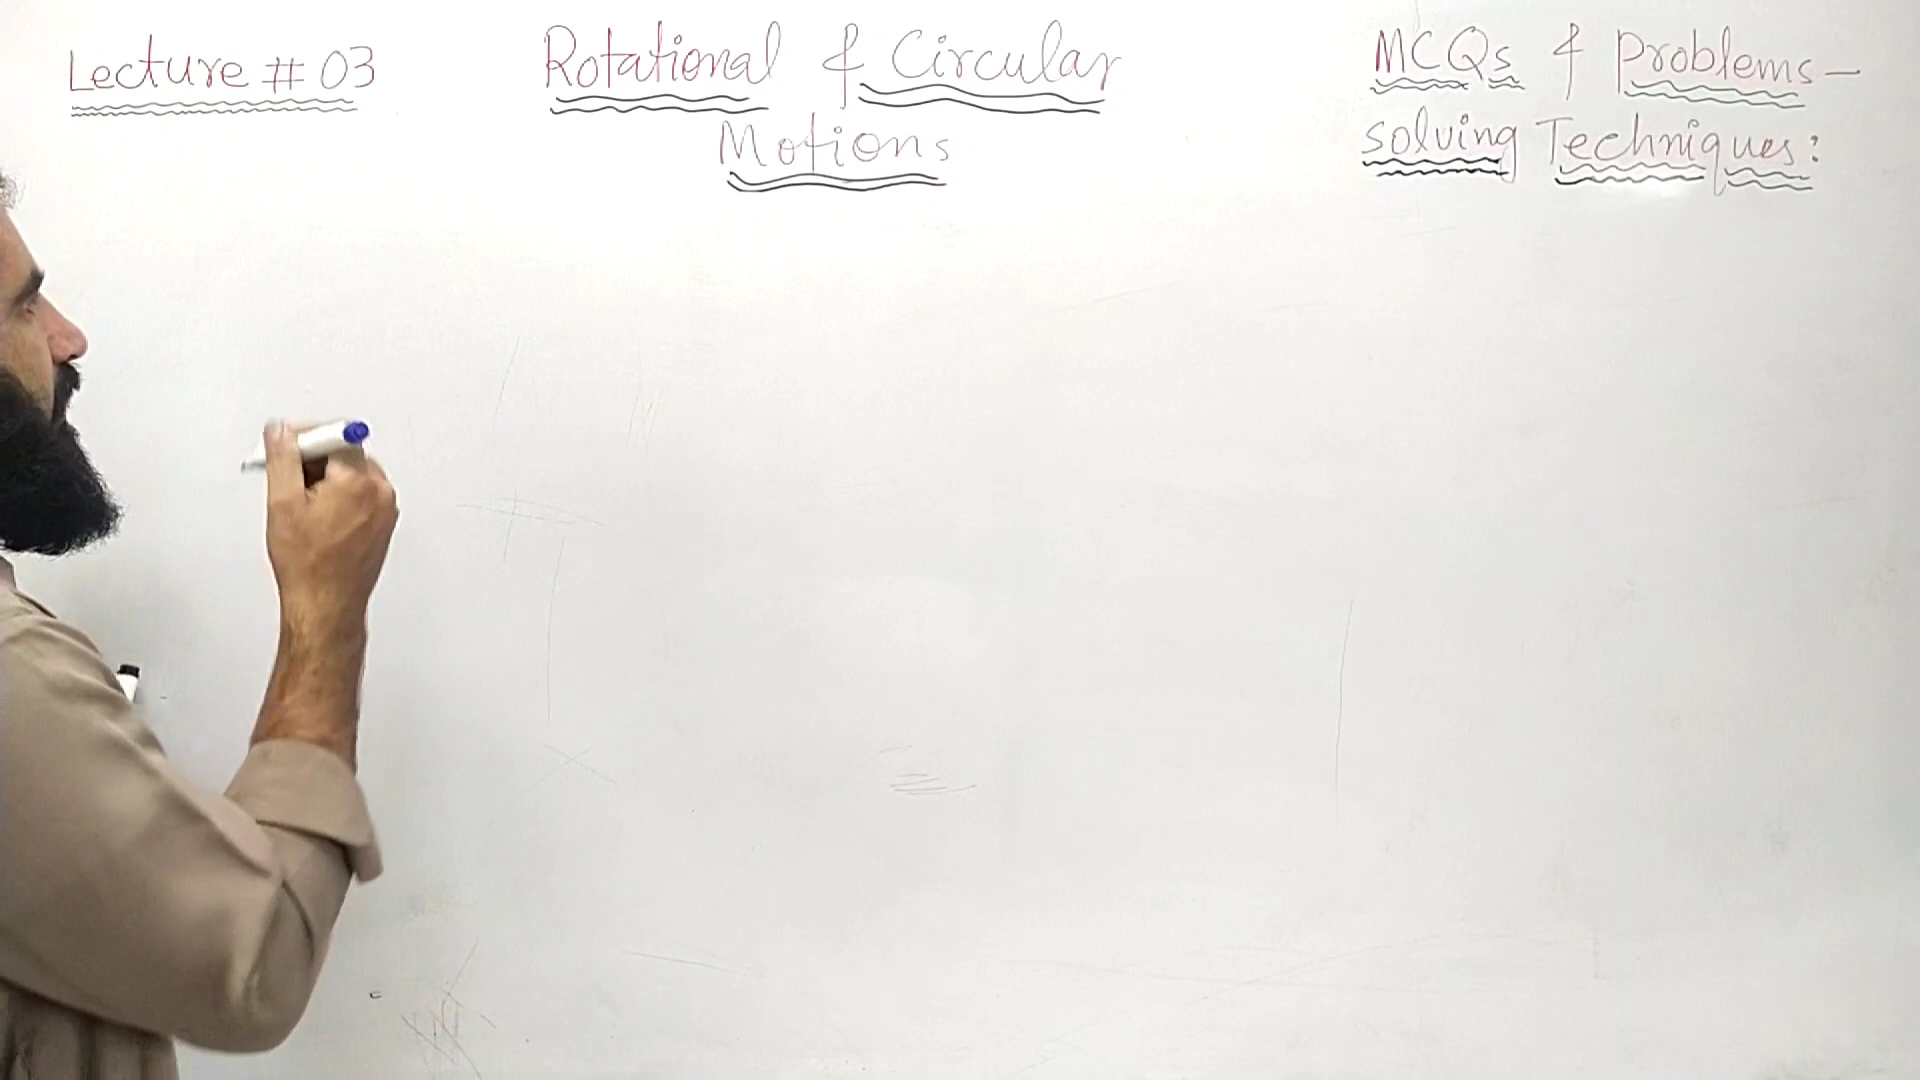 Lecture # 03
Rotational & Circular
Motions
MCQs & Problems-
solving Techniques: